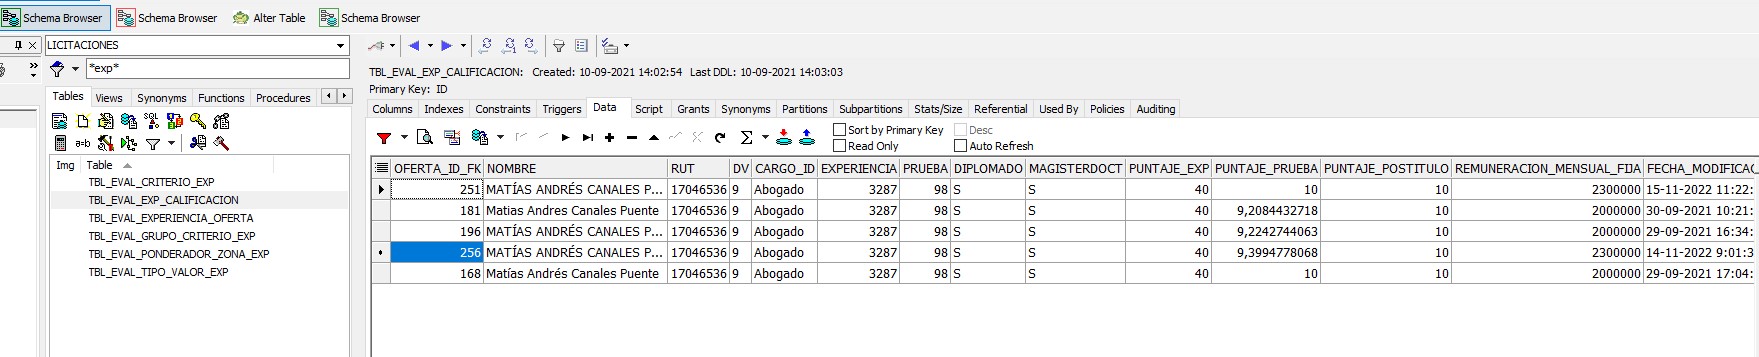 Schema Browser Schema Browser Alter Table Schema Browser
LICITACIONES
*exp*
TBL_EVAL_EXP_CALIFICACION: Created: 10-09-2021 14:02:54 Last DDL: 10-09-2021 14:03:03
Primary Key: ID
Tables Views Synonyms Functions Procedures
Columns Indexes Constraints Triggers Data Script Grants Synonyms Partitions Subpartitions Stats/Size Referential Used By Policies Auditing
SQL
a=b
Sort by Primary Key Desc
Read Only Auto Refresh
Img Table
TBL_EVAL_CRITERIO_EXP
TBL_EVAL_EXP_CALIFICACION
TBL_EVAL_EXPERIENCIA_OFERTA
TBL_EVAL_GRUPO_CRITERIO_EXP
TBL_EVAL_PONDERADOR_ZONA_EXP
TBL_EVAL_TIPO_VALOR_EXP
OFERTA_ID_FK NOMBRE RUT DV CARGO_ID EXPERIENCIA PRUEBA DIPLOMADO MAGISTERDOCT PUNTAJE_EXP PUNTAJE_PRUEBA PUNTAJE_POSTITULO REMUNERACION_MENSUAL_FIJA FECHA_MODIFICAC
251 MATÍAS ANDRÉS CANALES P... 17046536 9 Abogado 3287 98 S S 40 10 10 2300000 15-11-2022 11:22:
181 Matias Andres Canales Puente 17046536 9 Abogado 3287 98 S S 40 9,2084432718 10 2000000 30-09-2021 10:21:
196 MATÍAS ANDRÉS CANALES P... 17046536 9 Abogado 3287 98 S S 40 9,2242744063 10 2000000 29-09-2021 16:34:
256 MATÍAS ANDRÉS CANALES P... 17046536 9 Abogado 3287 98 S S 40 9,3994778068 10 2300000 14-11-2022 9:01:3
168 Matías Andrés Canales Puente 17046536 9 Abogado 3287 98 S S 40 10 10 2000000 29-09-2021 17:04: